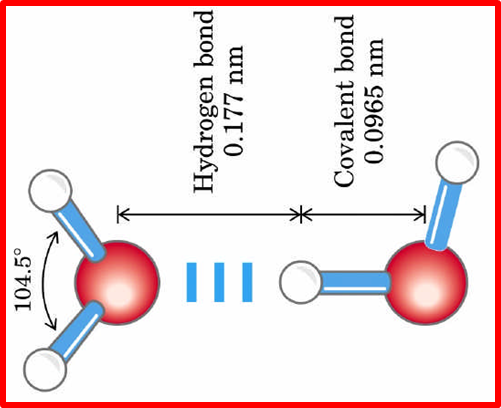 Hydrogen bond
0.177 nm
Covalent bond
0.0965 nm
104.5°